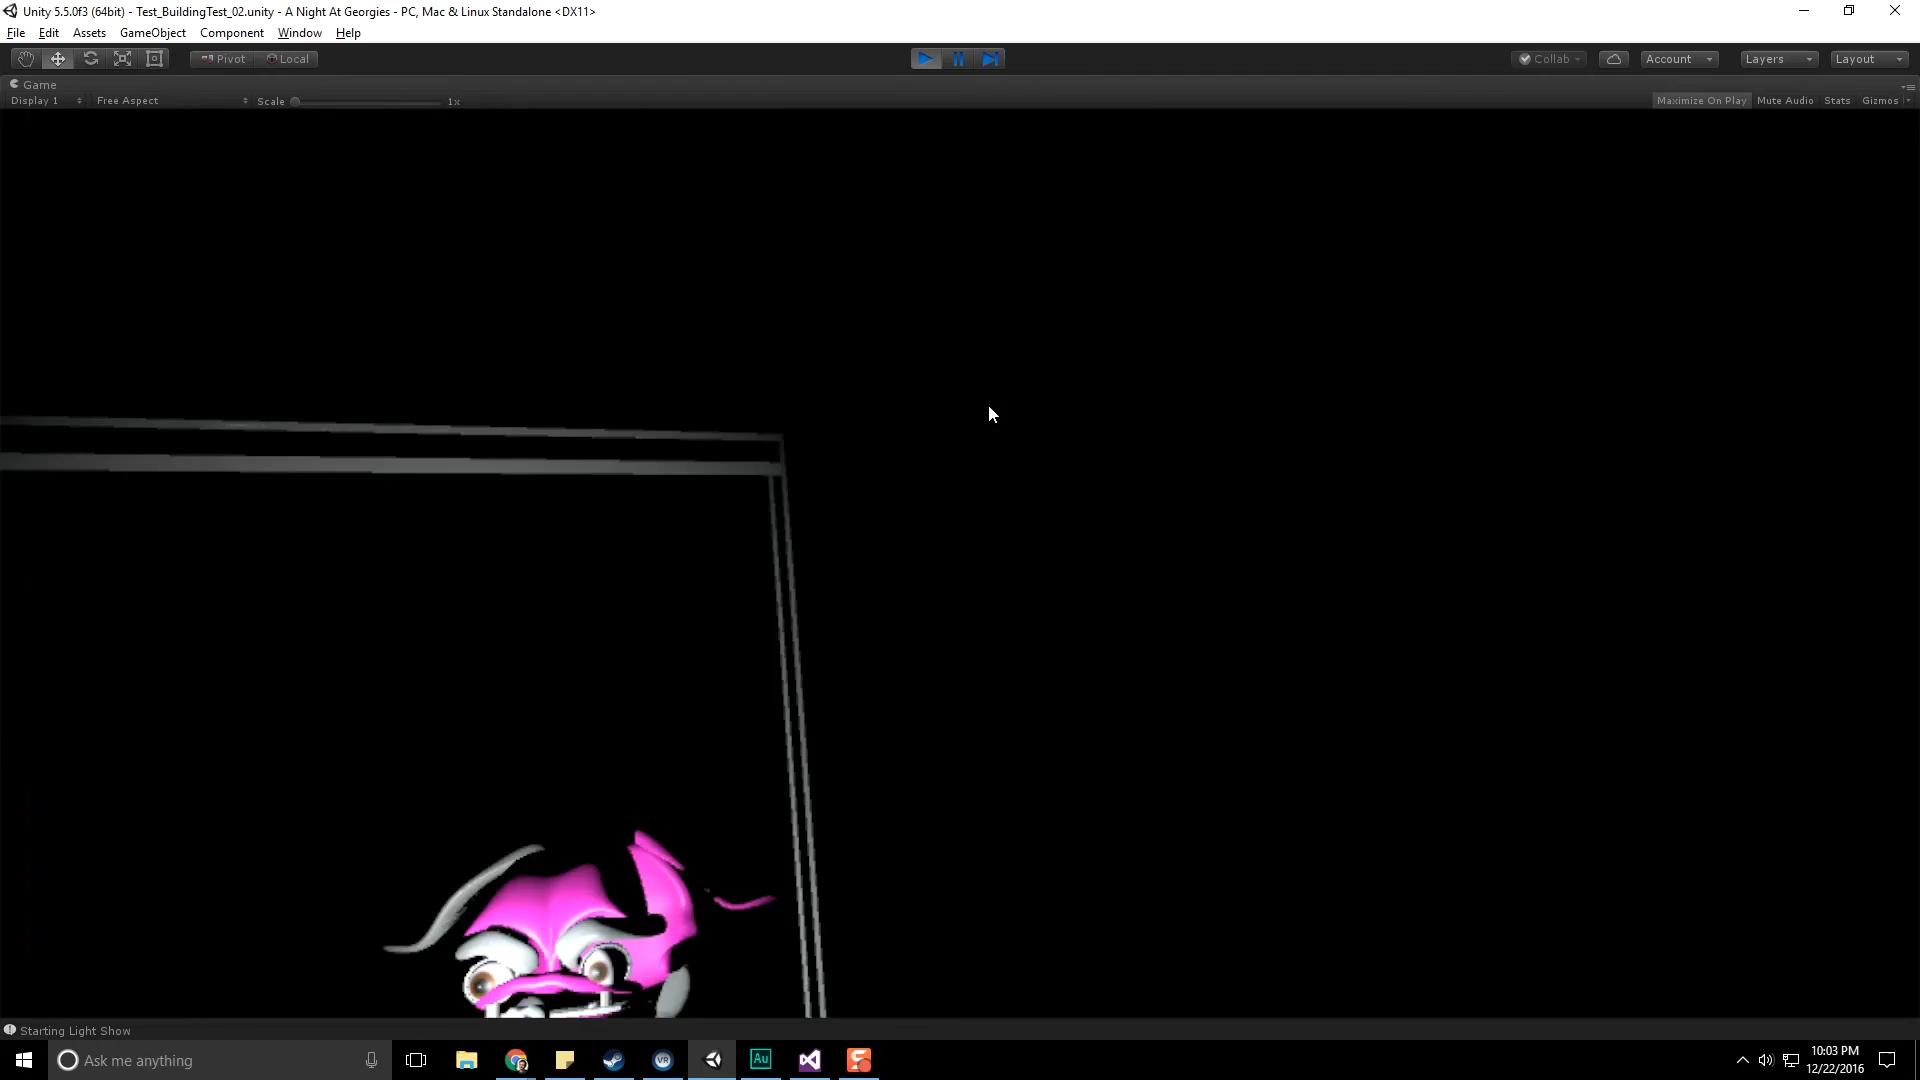 Unity 5.5.0f3 (64bit) - Test_BuildingTest_02.unity - A Night At Georgies - PC, Mac & Linux Standalone <DX11>
File Edit Assets GameObject Component Window Help
Pivot Local Collab Account Layers Layout
Game
Display 1 Free Aspect Scale 1x Maximize On Play Mute Audio Stats Gizmos
Starting Light Show
Ask me anything
VR
Au
10:03 PM
12/22/2016